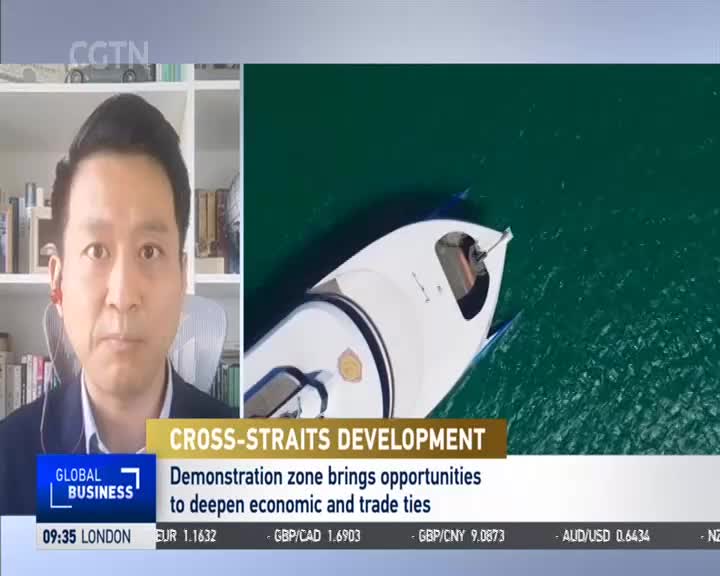 CGTN
CROSS-STRAITS DEVELOPMENT
GLOBAL
BUSINESS
Demonstration zone brings opportunities
to deepen economic and trade ties
09:35 LONDON
EUR 1.1632 - GBP/CAD 1.6903 - GBP/CNY 9.0873 - AUD/USD 0.6434 - NZ